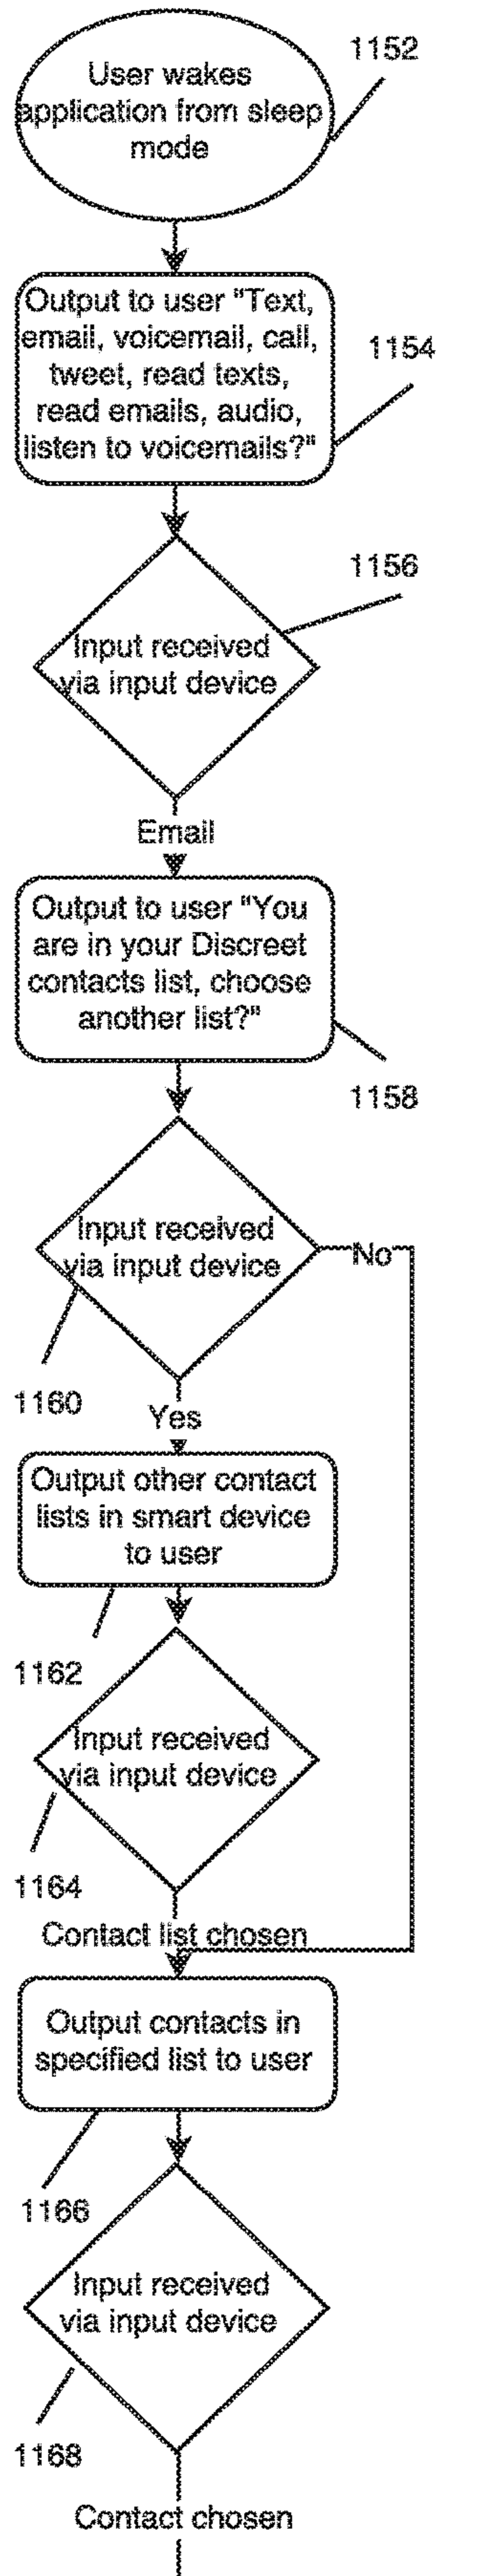 User wakes
application from sleep
mode
1152
Output to user "Text,
email, voicemail, call,
tweet, read texts,
read emails, audio,
listen to voicemails?"
1154
1156
Input received
via input device
Email
Output to user "You
are in your Discreet
contacts list, choose
another list?"
1158
Input received
via input device
No
1160
Yes
Output other contact
lists in smart device
to user
1162
Input received
via input device
1164
Contact list chosen
Output contacts in
specified list to user
1166
Input received
via input device
1168
Contact chosen